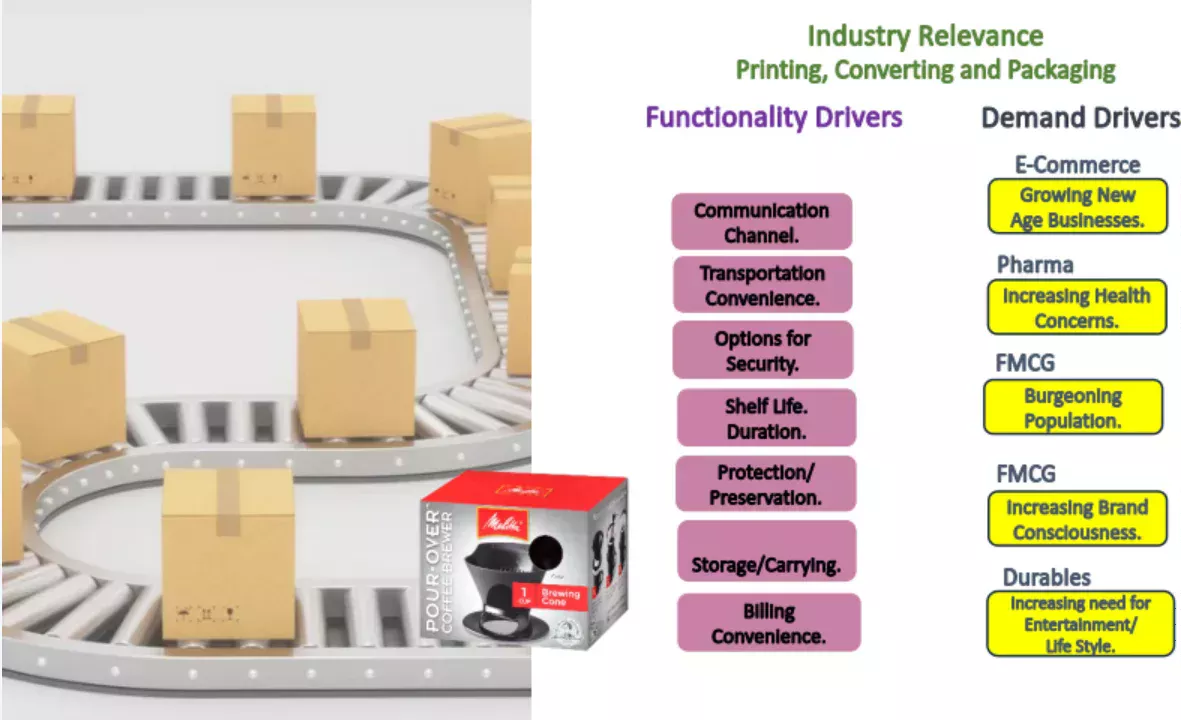 Industry Relevance
Printing, Converting and Packaging
Functionality Drivers
Communication
Channel.
Transportation
Convenience.
Options for
Security.
Shelf Life.
Duration.
Protection/
Preservation.
Storage/Carrying.
Billing
Convenience.
Demand Drivers
E-Commerce
Growing New
Age Businesses.
Pharma
Increasing Health
Concerns.
FMCG
Burgeoning
Population.
FMCG
Increasing Brand
Consciousness.
Durables
Increasing need for
Entertainment/
Life Style.
Melitta
Melitta
POUR·OVER™
COFFEE BREWER
1
CUP
Brewing
Cone